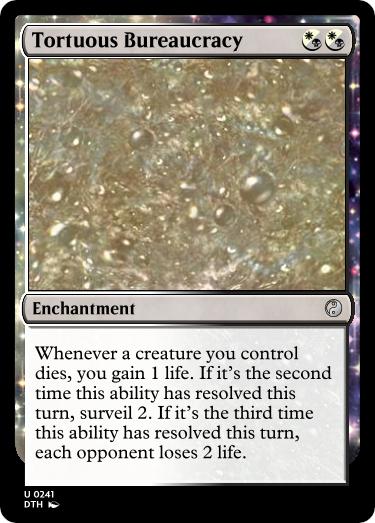 Tortuous Bureaucracy
Enchantment
Whenever a creature you control
dies, you gain 1 life. If it's the second
time this ability has resolved this
turn, surveil 2. If it's the third time
this ability has resolved this turn,
each opponent loses 2 life.
U 0241
DTH